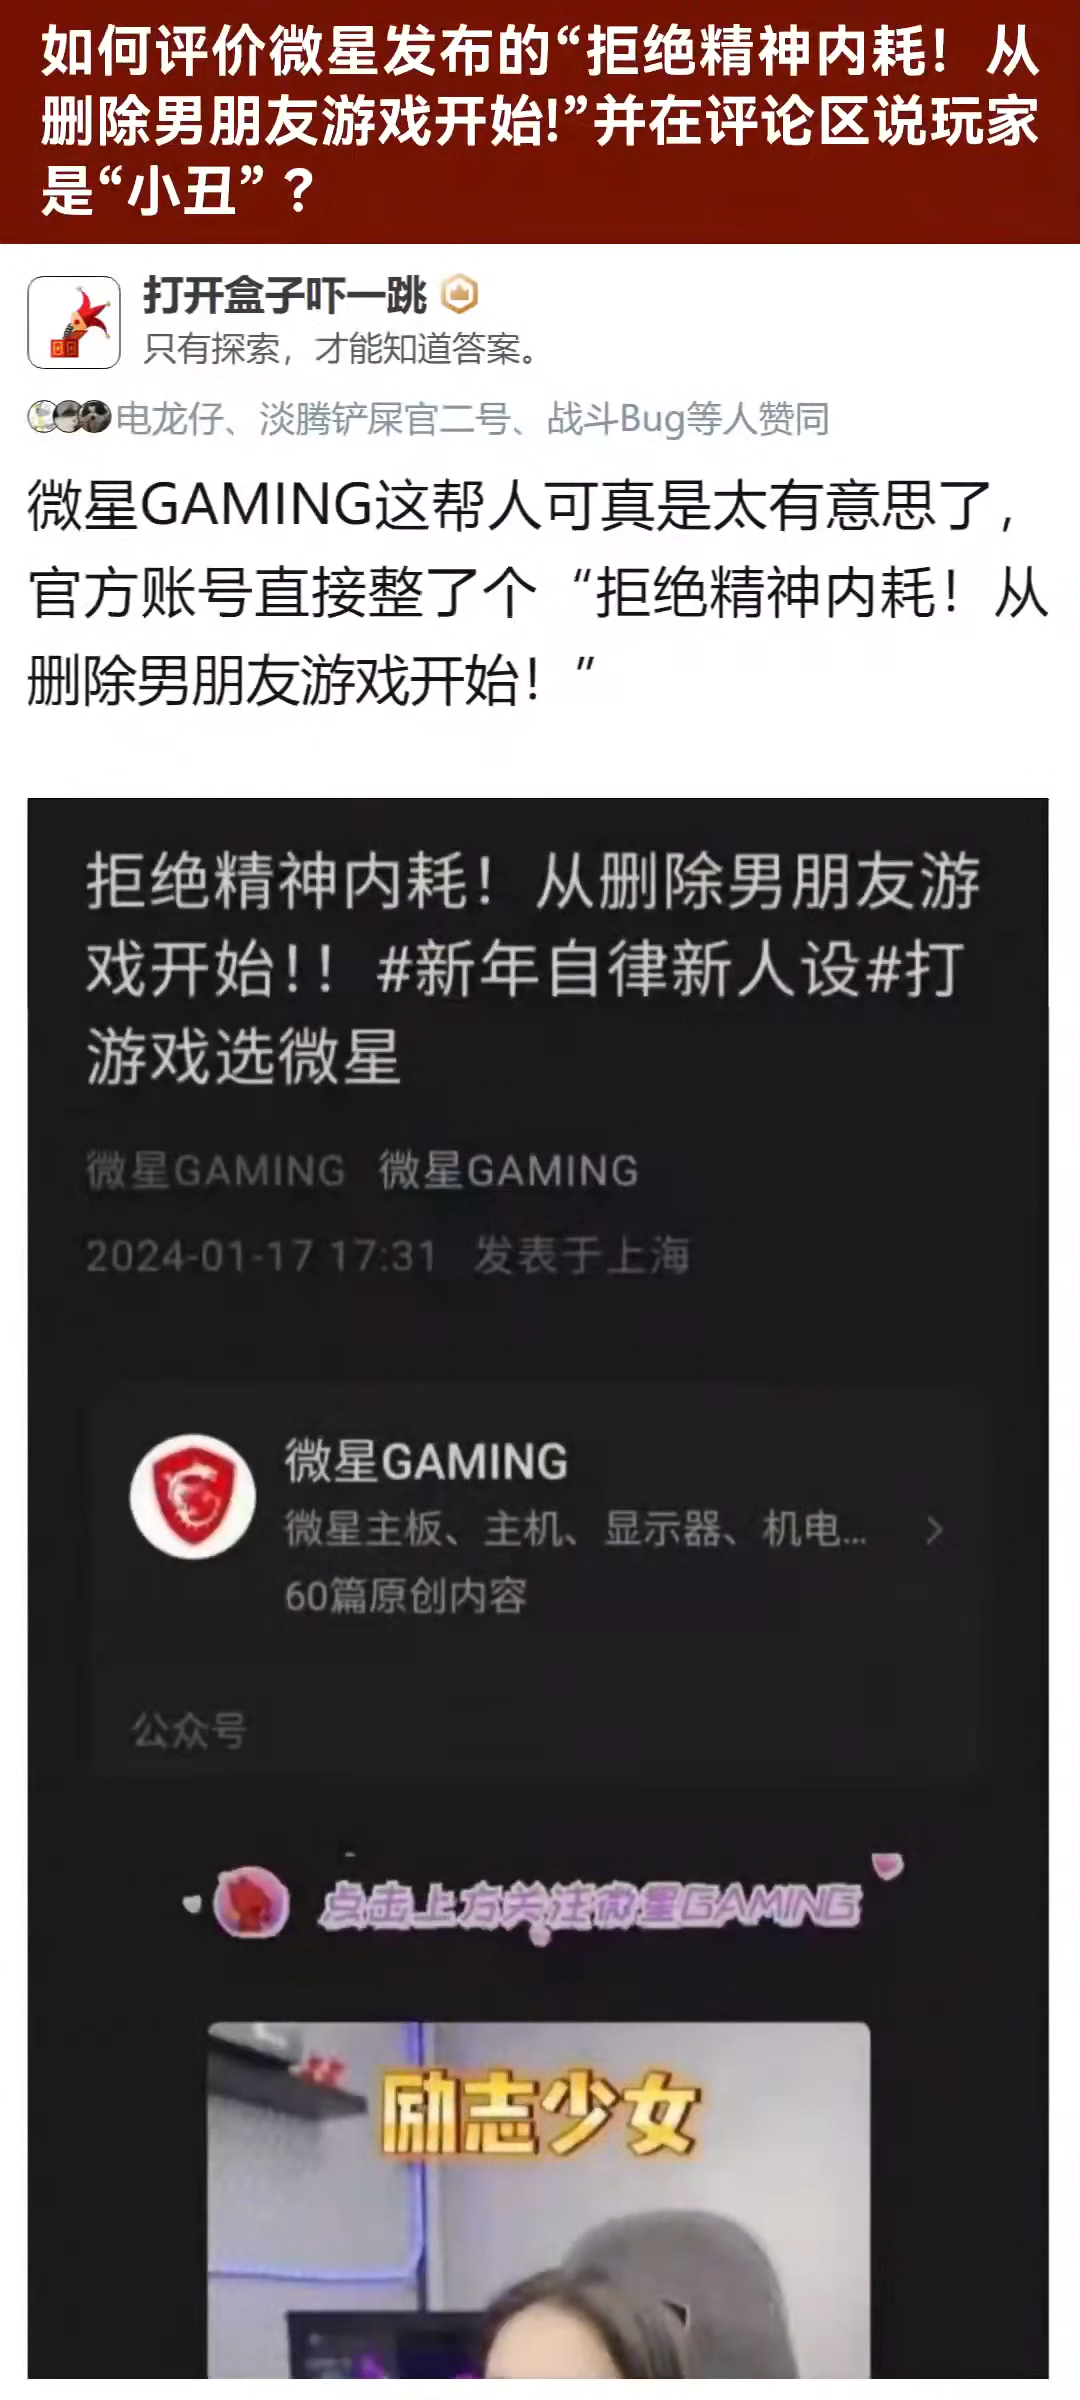 如何评价微星发布的“拒绝精神内耗！从
删除男朋友游戏开始!”并在评论区说玩家
是“小丑”？
打开盒子吓一跳
只有探索，才能知道答案。
电龙仔、淡腾铲屎官二号、战斗Bug等人赞同
微星GAMING这帮人可真是太有意思了，
官方账号直接整了个“拒绝精神内耗！从
删除男朋友游戏开始！”
拒绝精神内耗！从删除男朋友游
戏开始！！#新年自律新人设#打
游戏选微星
微星GAMING 微星GAMING
2024-01-17 17:31 发表于上海
微星GAMING
微星主板、主机、显示器、机电...
60篇原创内容
公众号
点击上方关注微星GAMING
励志少女